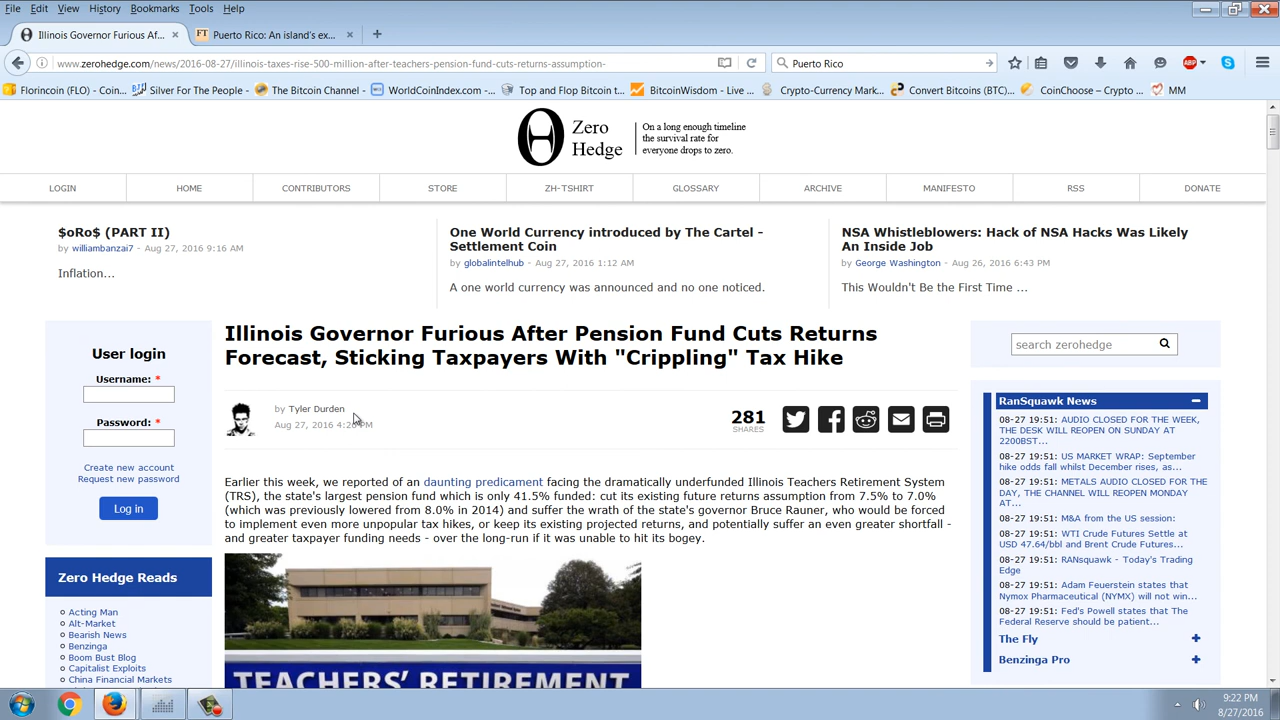 File Edit View History Bookmarks Tools Help
Illinois Governor Furious Af... × Puerto Rico: An island's ex... × +
www.zerohedge.com/news/2016-08-27/illinois-taxes-rise-500-million-after-teachers-pension-fund-cuts-returns-assumption- Puerto Rico
Florincoin (FLO) - Coin... Silver For The People - The Bitcoin Channel - WorldCoinIndex.com -... Top and Flop Bitcoin t... BitcoinWisdom - Live ... Crypto-Currency Mark... Convert Bitcoins (BTC)... CoinChoose – Crypto ... MM
Zero
Hedge
On a long enough timeline
the survival rate for
everyone drops to zero.
LOGIN HOME CONTRIBUTORS STORE ZH-TSHIRT GLOSSARY ARCHIVE MANIFESTO RSS DONATE
$oRo$ (PART II)
by williambanzai7 - Aug 27, 2016 9:16 AM
Inflation...
One World Currency introduced by The Cartel -
Settlement Coin
by globalintelhub - Aug 27, 2016 1:12 AM
A one world currency was announced and no one noticed.
NSA Whistleblowers: Hack of NSA Hacks Was Likely
An Inside Job
by George Washington - Aug 26, 2016 6:43 PM
This Wouldn't Be the First Time ...
User login
Username: *
Password: *
Create new account
Request new password
Log in
Zero Hedge Reads
Acting Man
Alt-Market
Bearish News
Benzinga
Boom Bust Blog
Capitalist Exploits
China Financial Markets
Illinois Governor Furious After Pension Fund Cuts Returns
Forecast, Sticking Taxpayers With "Crippling" Tax Hike
by Tyler Durden
Aug 27, 2016 PM
281
SHARES
Earlier this week, we reported of an daunting predicament facing the dramatically underfunded Illinois Teachers Retirement System
(TRS), the state's largest pension fund which is only 41.5% funded: cut its existing future returns assumption from 7.5% to 7.0%
(which was previously lowered from 8.0% in 2014) and suffer the wrath of the state's governor Bruce Rauner, who would be forced
to implement even more unpopular tax hikes, or keep its existing projected returns, and potentially suffer an even greater shortfall -
and greater taxpayer funding needs - over the long-run if it was unable to hit its bogey.
TEACHERS' RETIREMENT
search zerohedge
RanSquawk News
08-27 19:51: AUDIO CLOSED FOR THE WEEK,
THE DESK WILL REOPEN ON SUNDAY AT
2200BST...
08-27 19:51: US MARKET WRAP: September
hike odds fall whilst December rises, as...
08-27 19:51: METALS AUDIO CLOSED FOR THE
DAY, THE CHANNEL WILL REOPEN MONDAY
AT...
08-27 19:51: M&A from the US session:
08-27 19:51: WTI Crude Futures Settle at
USD 47.64/bbl and Brent Crude Futures...
08-27 19:51: RANsquawk - Today's Trading
Edge
08-27 19:51: Adam Feuerstein states that
Nymox Pharmaceutical (NYMX) will not win...
08-27 19:51: Fed's Powell states that The
Federal Reserve should be patient...
The Fly
Benzinga Pro
9:22 PM
8/27/2016